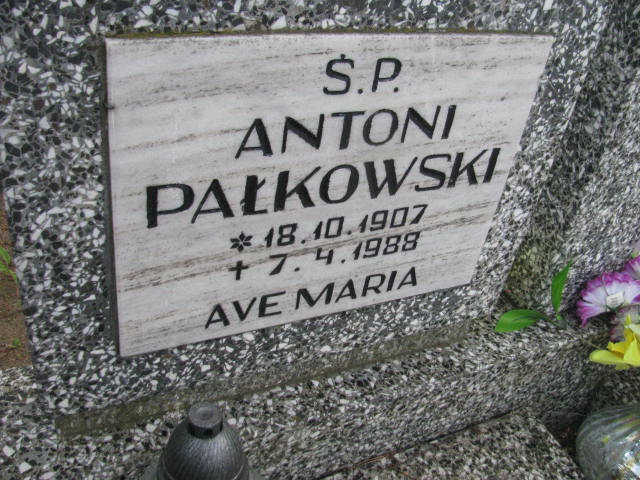 Ś.P.
ANTONI
PAŁKOWSKI
* 18.10.1907
+ 7.4.1988
AVE MARIA